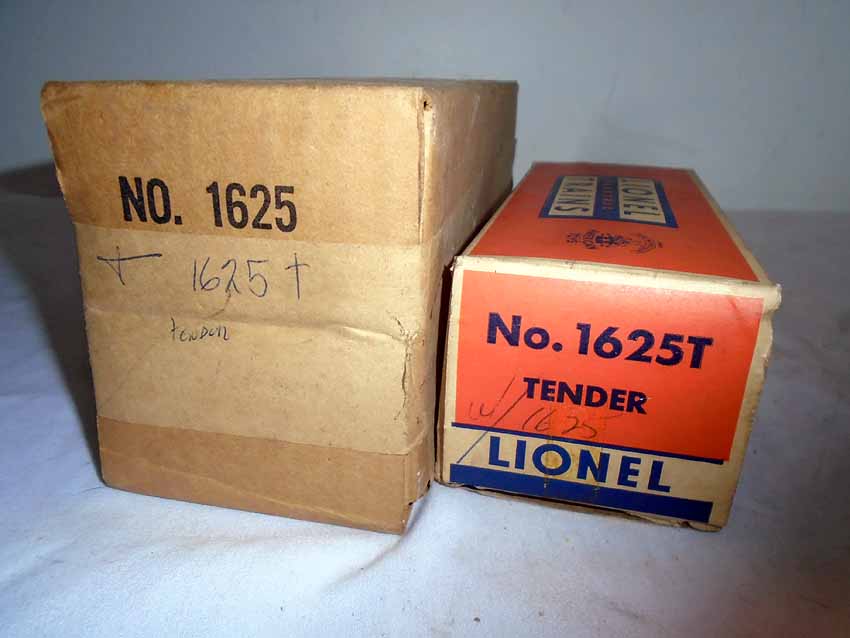 NO. 1625
+ 1625 +
tender
LIONEL
TRAINS
No. 1625T
TENDER
w/ 1625
LIONEL